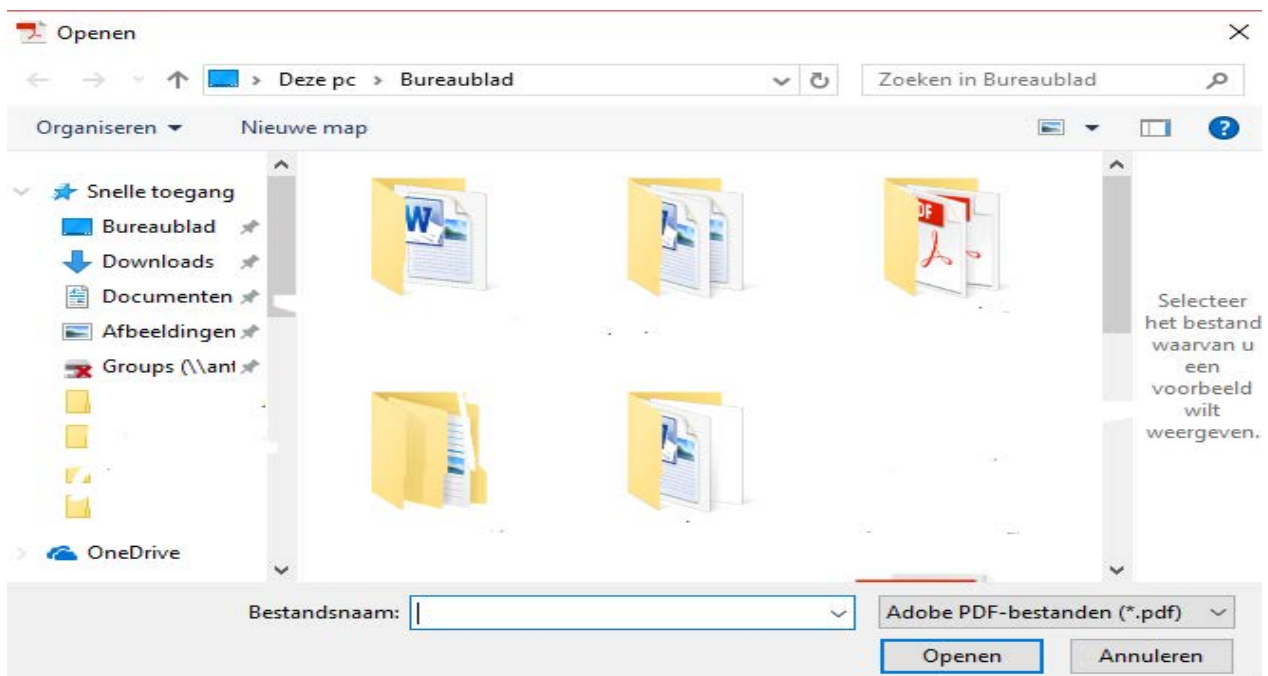 Openen
Deze pc > Bureaublad
Zoeken in Bureaublad
Organiseren
Nieuwe map
Snelle toegang
Bureaublad
Downloads
Documenten
Afbeeldingen
Groups (\\ant
OneDrive
Selecteer
het bestand
waarvan u
een
voorbeeld
wilt
weergeven.
Bestandsnaam:
Adobe PDF-bestanden (*.pdf)
Openen
Annuleren